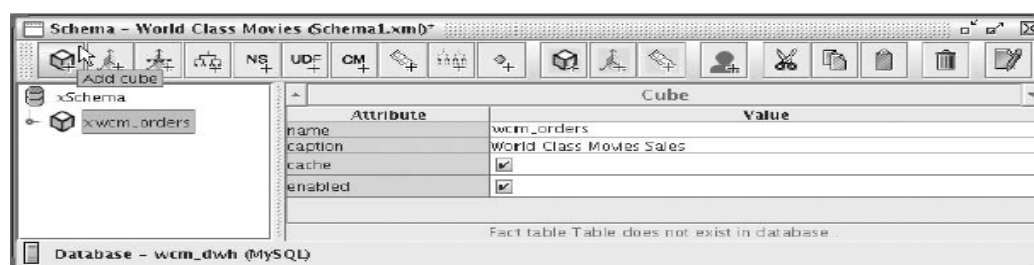 Schema - World Class Movies (Schema1.xml)*
NS UDF CM
Add cube
xSchema
xwcm_orders
Cube
Attribute Value
name wcm_orders
caption World Class Movies Sales
cache
enabled
Fact table Table does not exist in database .
Database - wcm_dwh (MySQL)